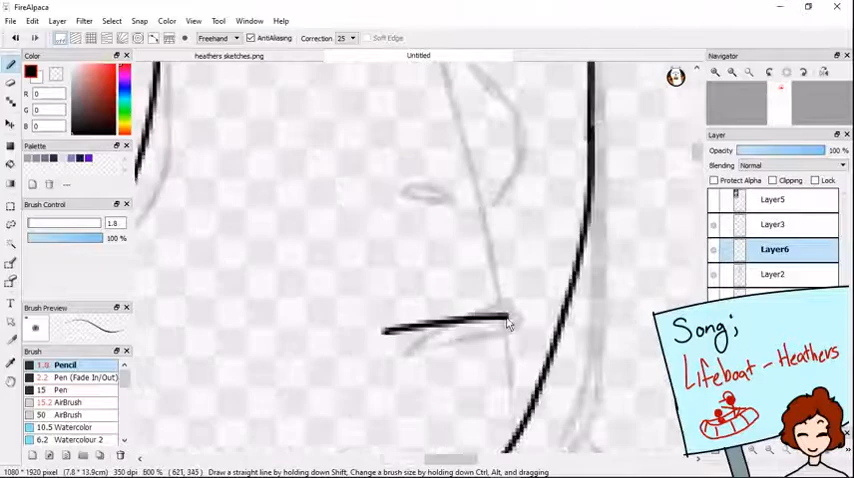 FireAlpaca
File Edit Layer Filter Select Snap Color View Tool Window Help
off Freehand AntiAliasing Correction 25 Soft Edge
Color
heathers sketches.png
Untitled
Navigator
R 0
G 0
B 0
Layer
Opacity 100 %
Blending Normal
Palette
Protect Alpha Clipping Lock
Layer5
Brush Control
1.8
Layer3
100 %
Layer6
Layer2
Brush Preview
Song;
Lifeboat - Heathers
Brush
1.8 Pencil
2.2 Pen (Fade In/Out)
15 Pen
15.2 AirBrush
50 AirBrush
10.5 Watercolor
6.2 Watercolour 2
1080 * 1920 pixel (7.8 * 13.9cm) 350 dpi 600 % (621, 345) Draw a straight line by holding down Shift, Change a brush size by holding down Ctrl, Alt, and dragging